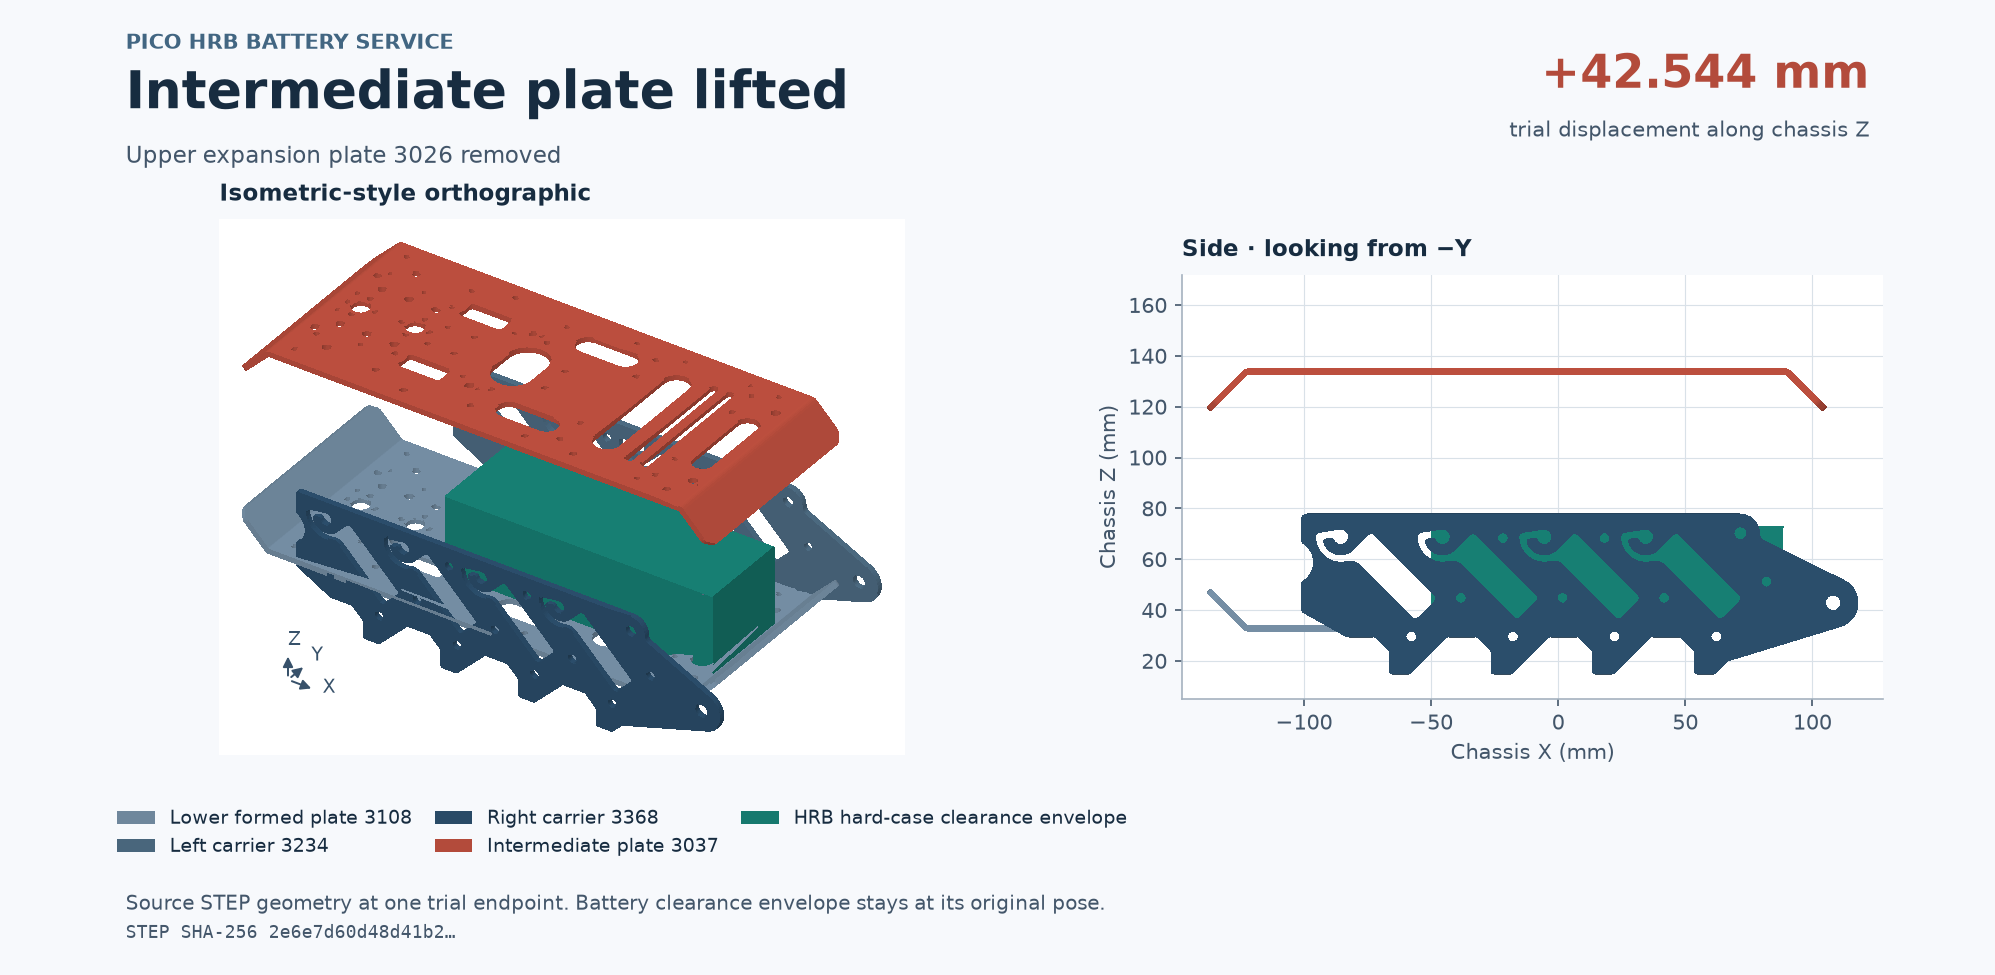 PICO HRB BATTERY SERVICE
Intermediate plate lifted
+42.544 mm
trial displacement along chassis Z
Upper expansion plate 3026 removed
Isometric-style orthographic
Z
Y
X
Side · looking from −Y
160
140
120
100
80
60
40
20
Chassis Z (mm)
−100
−50
0
50
100
Chassis X (mm)
Lower formed plate 3108
Left carrier 3234
Right carrier 3368
Intermediate plate 3037
HRB hard-case clearance envelope
Source STEP geometry at one trial endpoint. Battery clearance envelope stays at its original pose.
STEP SHA-256 2e6e7d60d48d41b2…